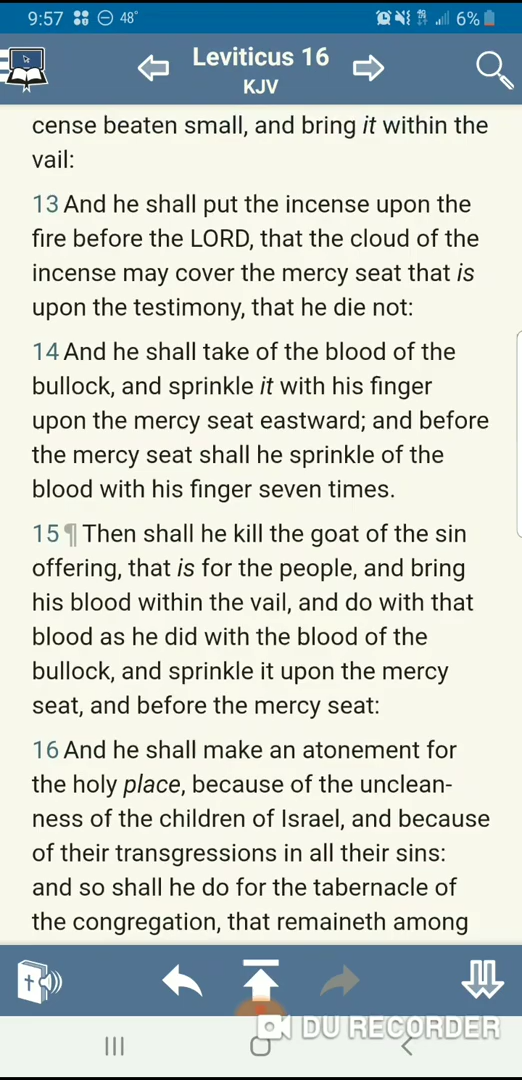 9:57 48"  6%
Leviticus 16
KJV
cense beaten small, and bring it within the
vail:
13 And he shall put the incense upon the
fire before the LORD, that the cloud of the
incense may cover the mercy seat that is
upon the testimony, that he die not:
14 And he shall take of the blood of the
bullock, and sprinkle it with his finger
upon the mercy seat eastward; and before
the mercy seat shall he sprinkle of the
blood with his finger seven times.
15 ¶ Then shall he kill the goat of the sin
offering, that is for the people, and bring
his blood within the vail, and do with that
blood as he did with the blood of the
bullock, and sprinkle it upon the mercy
seat, and before the mercy seat:
16 And he shall make an atonement for
the holy place, because of the unclean-
ness of the children of Israel, and because
of their transgressions in all their sins:
and so shall he do for the tabernacle of
the congregation, that remaineth among
DU RECORDER